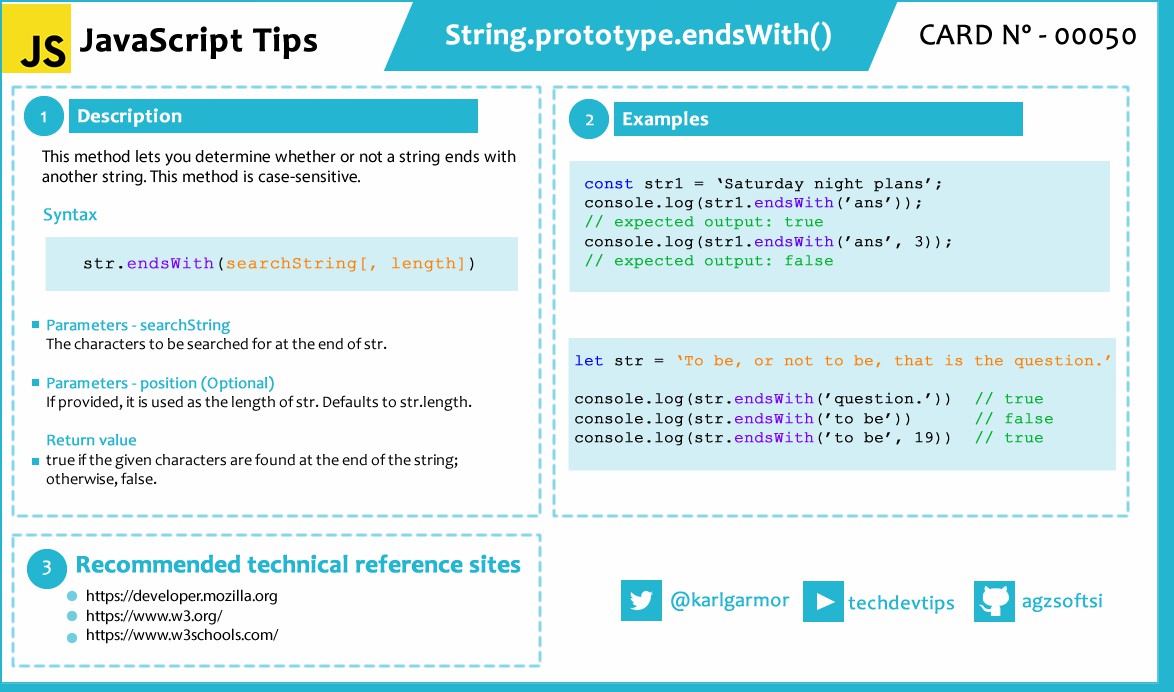 JS JavaScript Tips
String.prototype.endsWith()
CARD Nº - 00050
1 Description
This method lets you determine whether or not a string ends with
another string. This method is case-sensitive.
Syntax
str.endsWith(searchString[, length])
Parameters - searchString
The characters to be searched for at the end of str.
Parameters - position (Optional)
If provided, it is used as the length of str. Defaults to str.length.
Return value
true if the given characters are found at the end of the string;
otherwise, false.
2 Examples
const str1 = ‘Saturday night plans’;
console.log(str1.endsWith(’ans’));
// expected output: true
console.log(str1.endsWith(’ans’, 3));
// expected output: false
let str = ‘To be, or not to be, that is the question.’
console.log(str.endsWith(’question.’)) // true
console.log(str.endsWith(’to be’)) // false
console.log(str.endsWith(’to be’, 19)) // true
3 Recommended technical reference sites
https://developer.mozilla.org
https://www.w3.org/
https://www.w3schools.com/
@karlgarmor
techdevtips
agzsoftsi